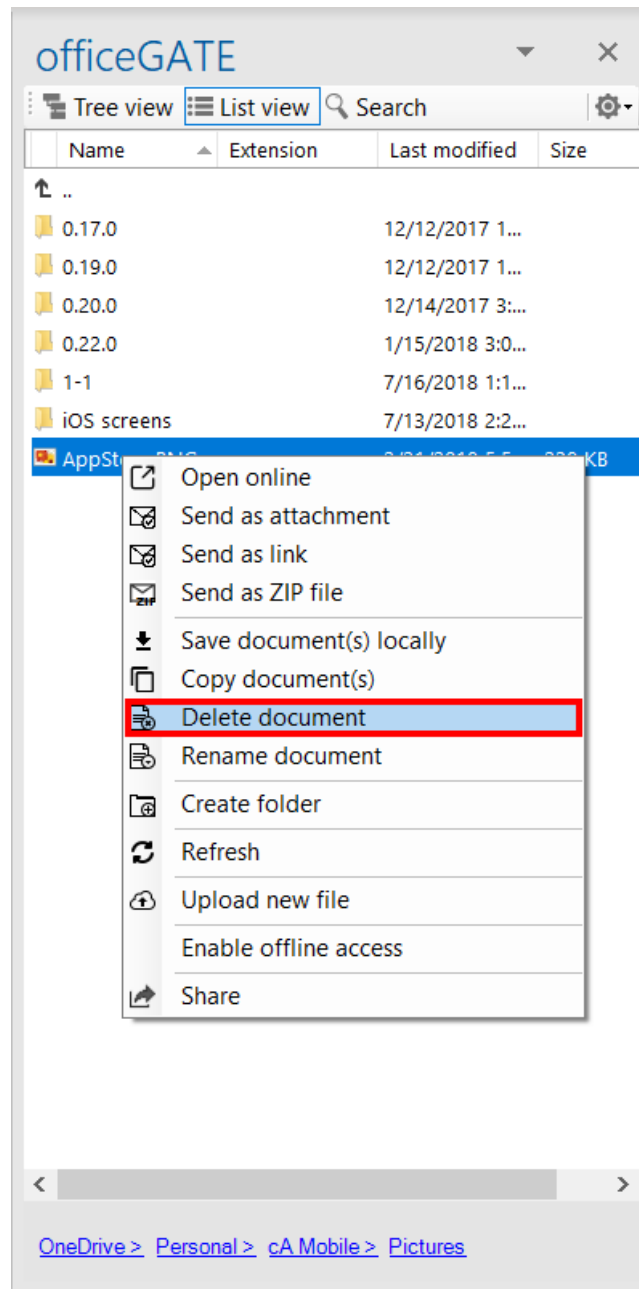 officeGATE
Tree view List view Search
Name Extension Last modified Size
..
0.17.0 12/12/2017 1...
0.19.0 12/12/2017 1...
0.20.0 12/14/2017 3:...
0.22.0 1/15/2018 3:0...
1-1 7/16/2018 1:1...
iOS screens 7/13/2018 2:2...
KB
Open online
Send as attachment
Send as link
ZIP Send as ZIP file
Save document(s) locally
Copy document(s)
Delete document
Rename document
Create folder
Refresh
Upload new file
Enable offline access
Share
OneDrive > Personal > cA Mobile > Pictures